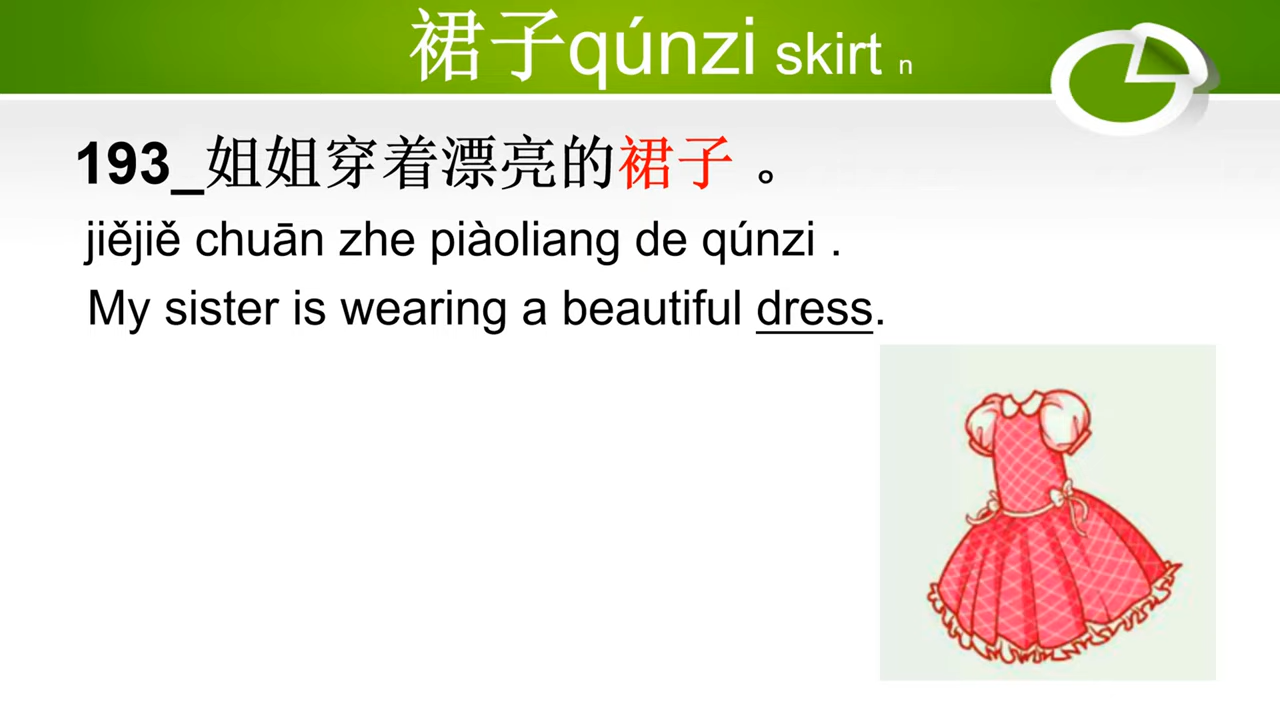 裙子qúnzi skirt n
193_姐姐穿着漂亮的裙子 。
jiějiě chuān zhe piàoliang de qúnzi .
My sister is wearing a beautiful dress.